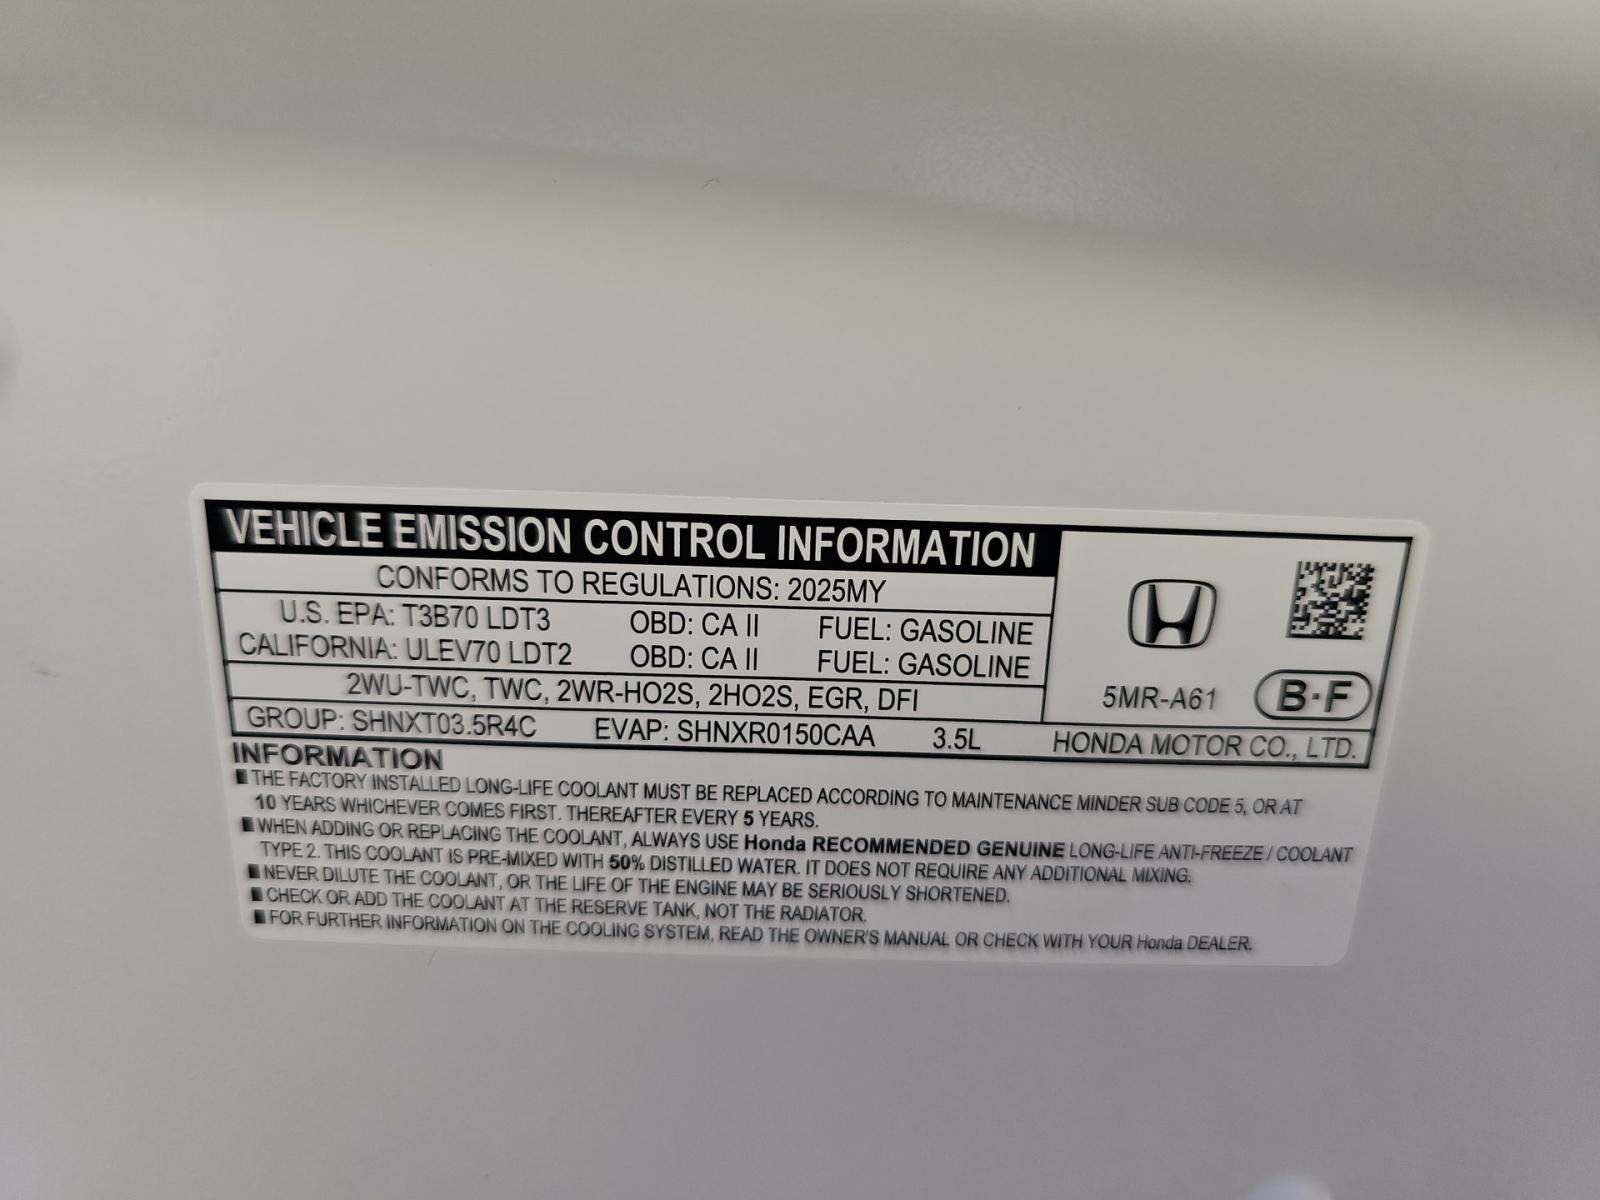 VEHICLE EMISSION CONTROL INFORMATION
CONFORMS TO REGULATIONS: 2025MY
U.S. EPA: T3B70 LDT3 OBD: CA II FUEL: GASOLINE
CALIFORNIA: ULEV70 LDT2 OBD: CA II FUEL: GASOLINE
2WU-TWC, TWC, 2WR-HO2S, 2HO2S, EGR, DFI
5MR-A61 B·F
GROUP: SHNXT03.5R4C EVAP: SHNXR0150CAA 3.5L HONDA MOTOR CO., LTD.
INFORMATION
■ THE FACTORY INSTALLED LONG-LIFE COOLANT MUST BE REPLACED ACCORDING TO MAINTENANCE MINDER SUB CODE 5, OR AT
10 YEARS WHICHEVER COMES FIRST. THEREAFTER EVERY 5 YEARS.
■ WHEN ADDING OR REPLACING THE COOLANT, ALWAYS USE Honda RECOMMENDED GENUINE LONG-LIFE ANTI-FREEZE / COOLANT
TYPE 2. THIS COOLANT IS PRE-MIXED WITH 50% DISTILLED WATER. IT DOES NOT REQUIRE ANY ADDITIONAL MIXING.
■ NEVER DILUTE THE COOLANT, OR THE LIFE OF THE ENGINE MAY BE SERIOUSLY SHORTENED.
■ CHECK OR ADD THE COOLANT AT THE RESERVE TANK, NOT THE RADIATOR.
■ FOR FURTHER INFORMATION ON THE COOLING SYSTEM, READ THE OWNER'S MANUAL OR CHECK WITH YOUR Honda DEALER.